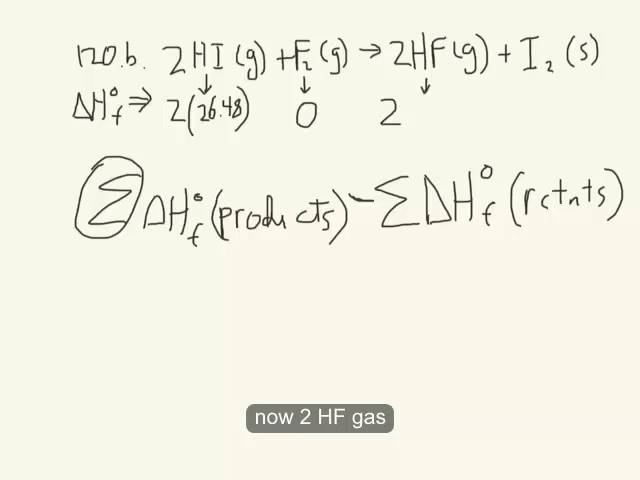 120.b. 2HI(g) + F₂(g) → 2HF(g) + I₂(s)
ΔH°f ⇒ 2(26.48) 0 2
Σ ΔH°f (products) - Σ ΔH°f (rctnts)
now 2 HF gas